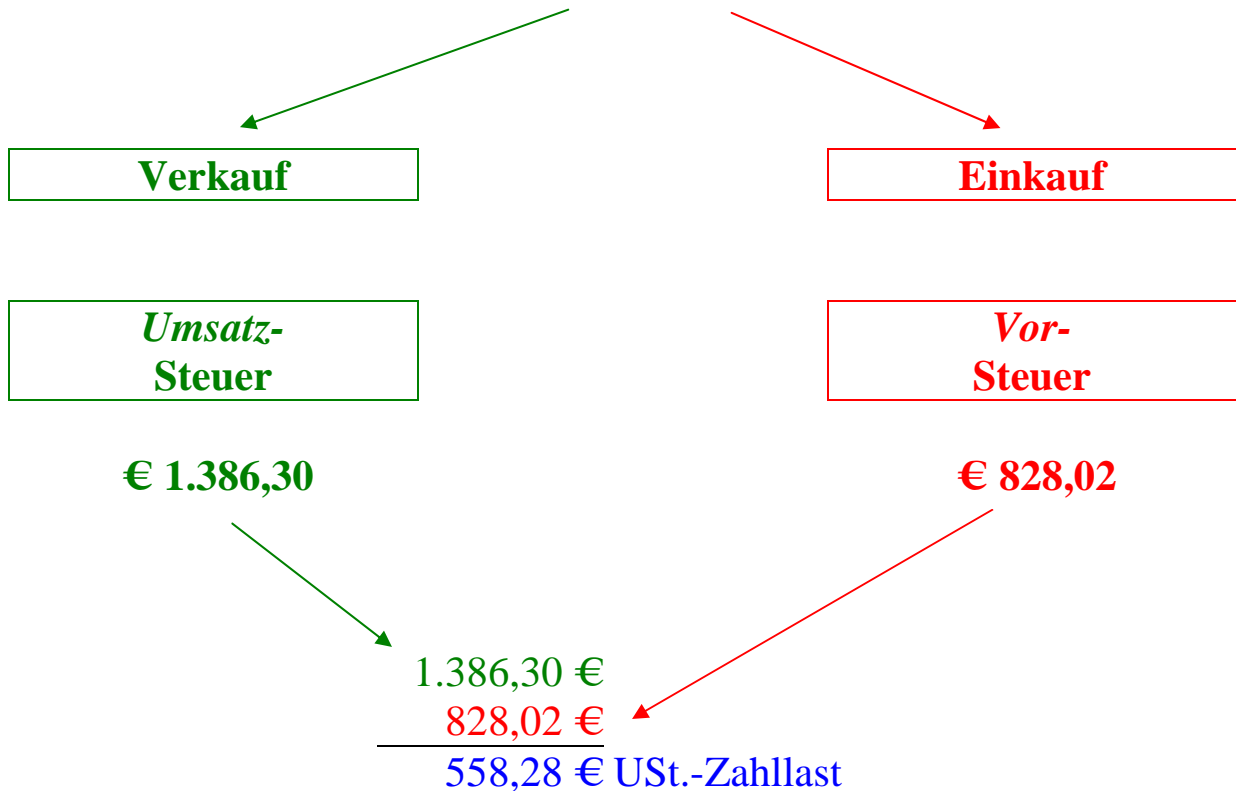 Verkauf
Einkauf
Umsatz-
Steuer
Vor-
Steuer
€ 1.386,30
€ 828,02
1.386,30 €
828,02 €
558,28 € USt.-Zahllast